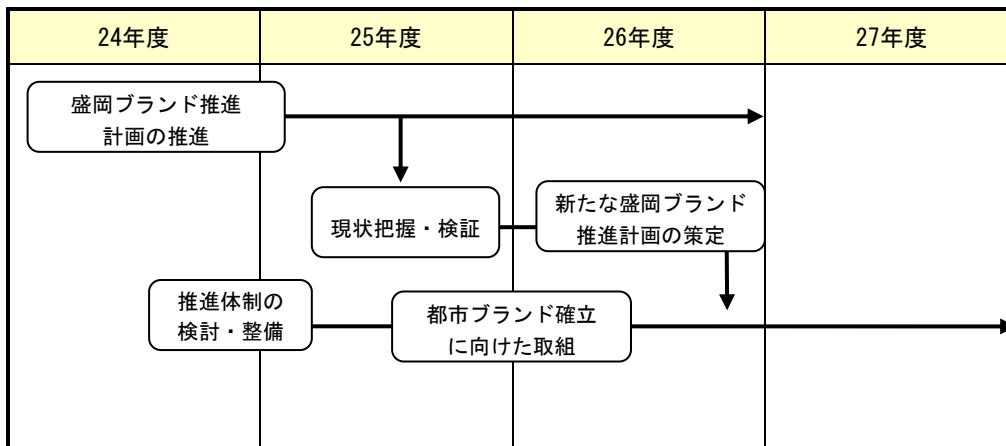 24年度
25年度
26年度
27年度
盛岡ブランド推進
計画の推進
現状把握・検証
新たな盛岡ブランド
推進計画の策定
推進体制の
検討・整備
都市ブランド確立
に向けた取組